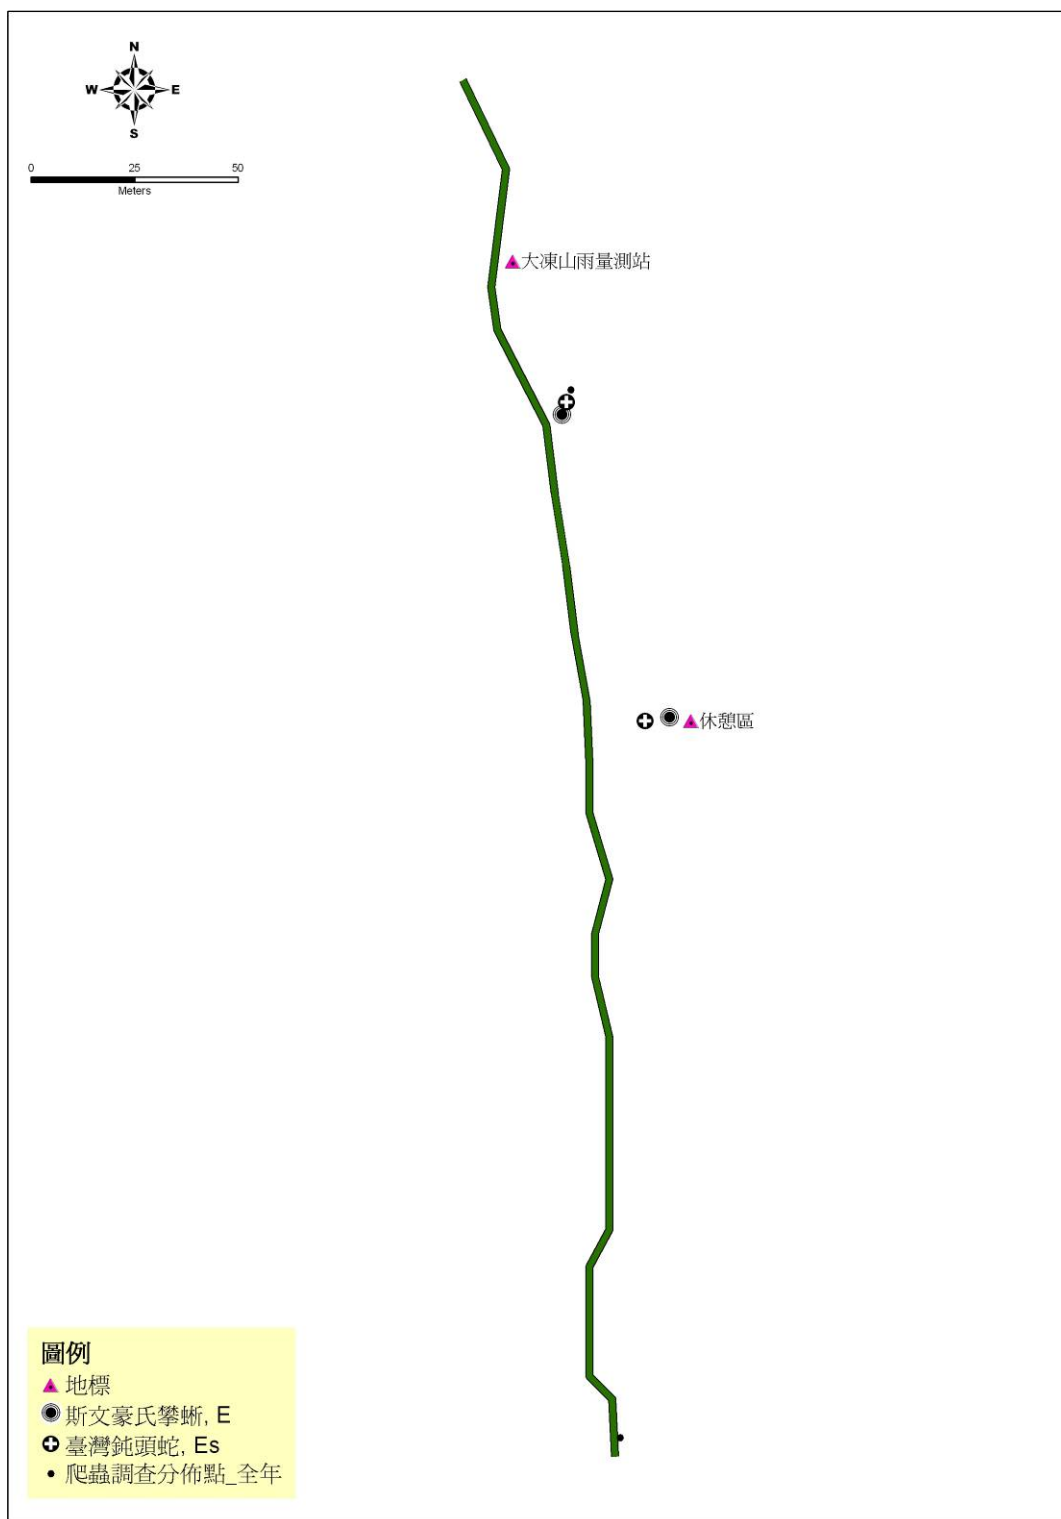 N
W E
S
0 25 50
Meters
大凍山雨量測站
休憩區
圖例
地標
斯文豪氏攀蜥, E
臺灣鈍頭蛇, Es
爬蟲調查分佈點_全年